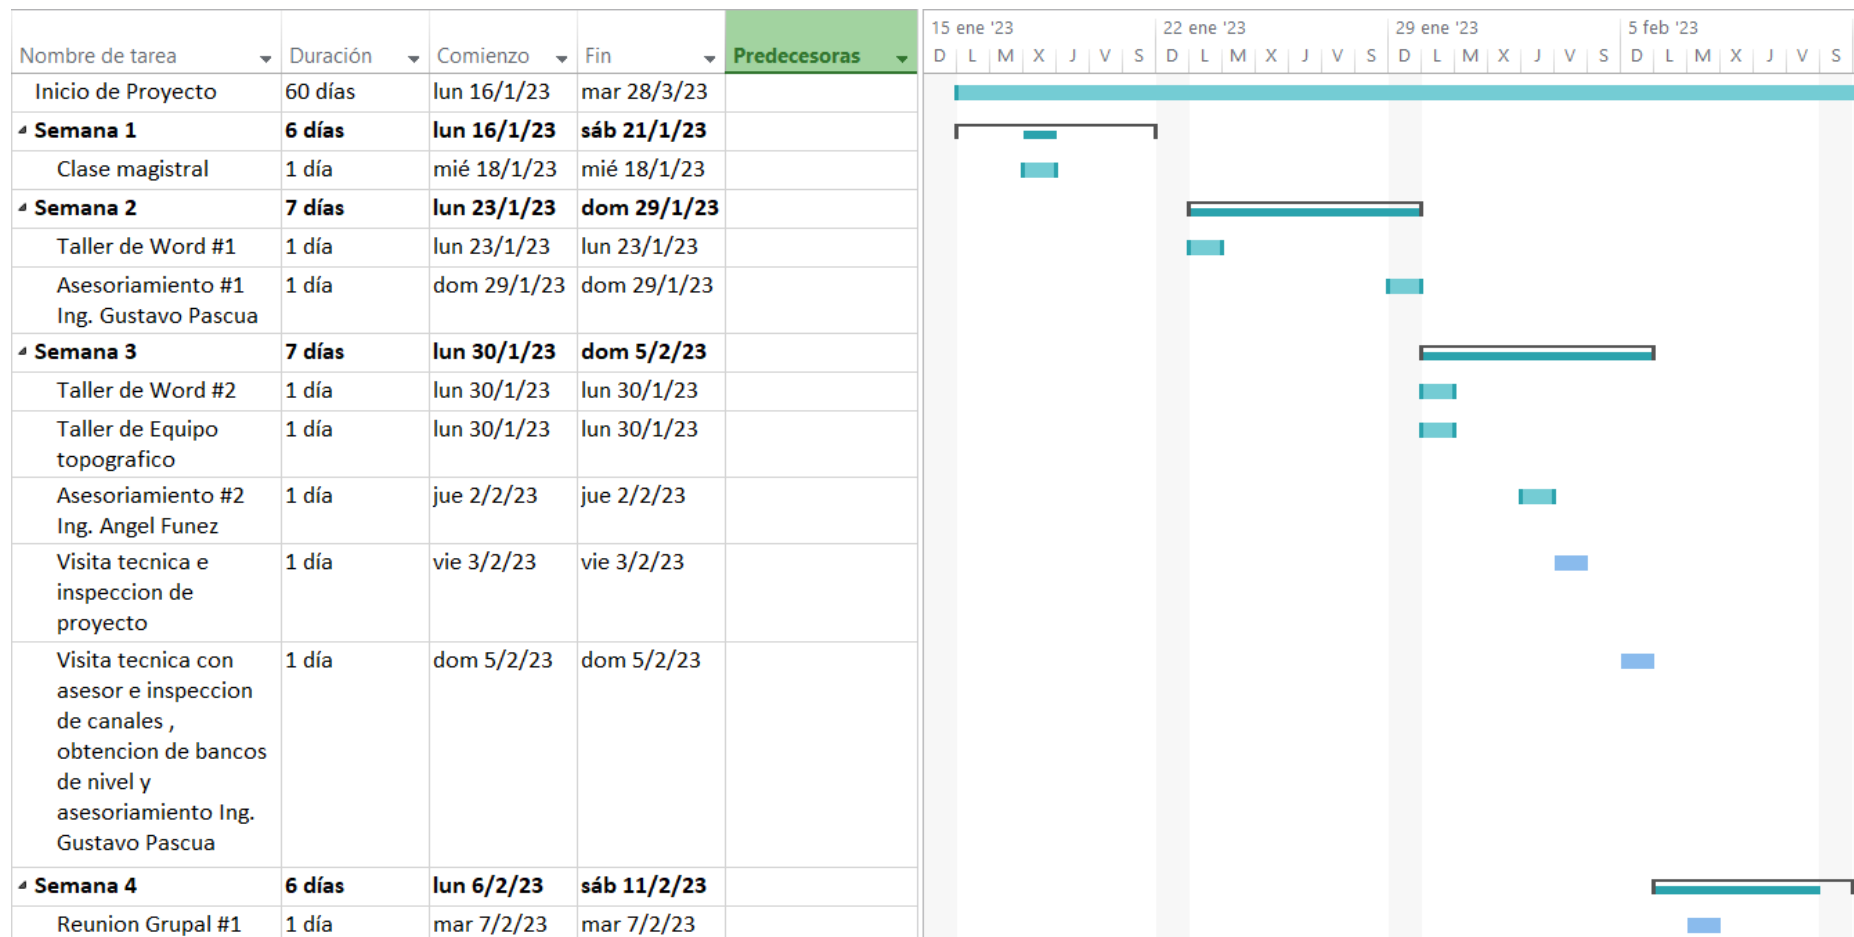 15 ene '23 22 ene '23 29 ene '23 5 feb '23
Nombre de tarea Duración Comienzo Fin Predecesoras D L M X J V S D L M X J V S D L M X J V S D L M X J V S
Inicio de Proyecto 60 días lun 16/1/23 mar 28/3/23
Semana 1 6 días lun 16/1/23 sáb 21/1/23
Clase magistral 1 día mié 18/1/23 mié 18/1/23
Semana 2 7 días lun 23/1/23 dom 29/1/23
Taller de Word #1 1 día lun 23/1/23 lun 23/1/23
Asesoriamiento #1 1 día dom 29/1/23 dom 29/1/23
Ing. Gustavo Pascua
Semana 3 7 días lun 30/1/23 dom 5/2/23
Taller de Word #2 1 día lun 30/1/23 lun 30/1/23
Taller de Equipo 1 día lun 30/1/23 lun 30/1/23
topografico
Asesoriamiento #2 1 día jue 2/2/23 jue 2/2/23
Ing. Angel Funez
Visita tecnica e 1 día vie 3/2/23 vie 3/2/23
inspeccion de
proyecto
Visita tecnica con 1 día dom 5/2/23 dom 5/2/23
asesor e inspeccion
de canales ,
obtencion de bancos
de nivel y
asesoriamiento Ing.
Gustavo Pascua
Semana 4 6 días lun 6/2/23 sáb 11/2/23
Reunion Grupal #1 1 día mar 7/2/23 mar 7/2/23